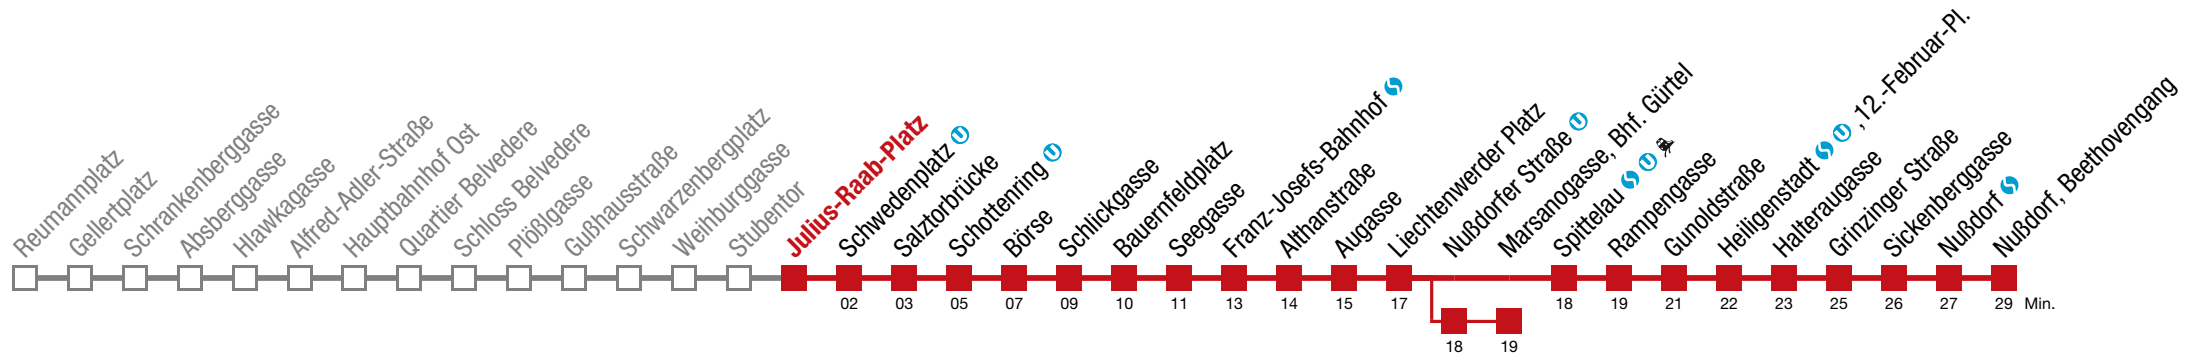 Reumannplatz
Gellertplatz
Schrankenberggasse
Absberggasse
Hlawkagasse
Alfred-Adler-Straße
Hauptbahnhof Ost
Quartier Belvedere
Schloss Belvedere
Plößlgasse
Gußhausstraße
Schwarzenbergplatz
Weihburggasse
Stubentor
Julius-Raab-Platz
Schwedenplatz U
Salztorbrücke
Schottenring U
Börse
Schlickgasse
Bauernfeldplatz
Seegasse
Franz-Josefs-Bahnhof S
Althanstraße
Augasse
Liechtenwerder Platz
Nußdorfer Straße U
Marsanogasse, Bhf. Gürtel
Spittelau S U
Rampengasse
Gunoldstraße
Heiligenstadt S U, 12.-Februar-Pl.
Halteraugasse
Grinzinger Straße
Sickenberggasse
Nußdorf S
Nußdorf, Beethovengang
02 03 05 07 09 10 11 13 14 15 17 18 19 21 22 23 25 26 27 29 Min.
18 19